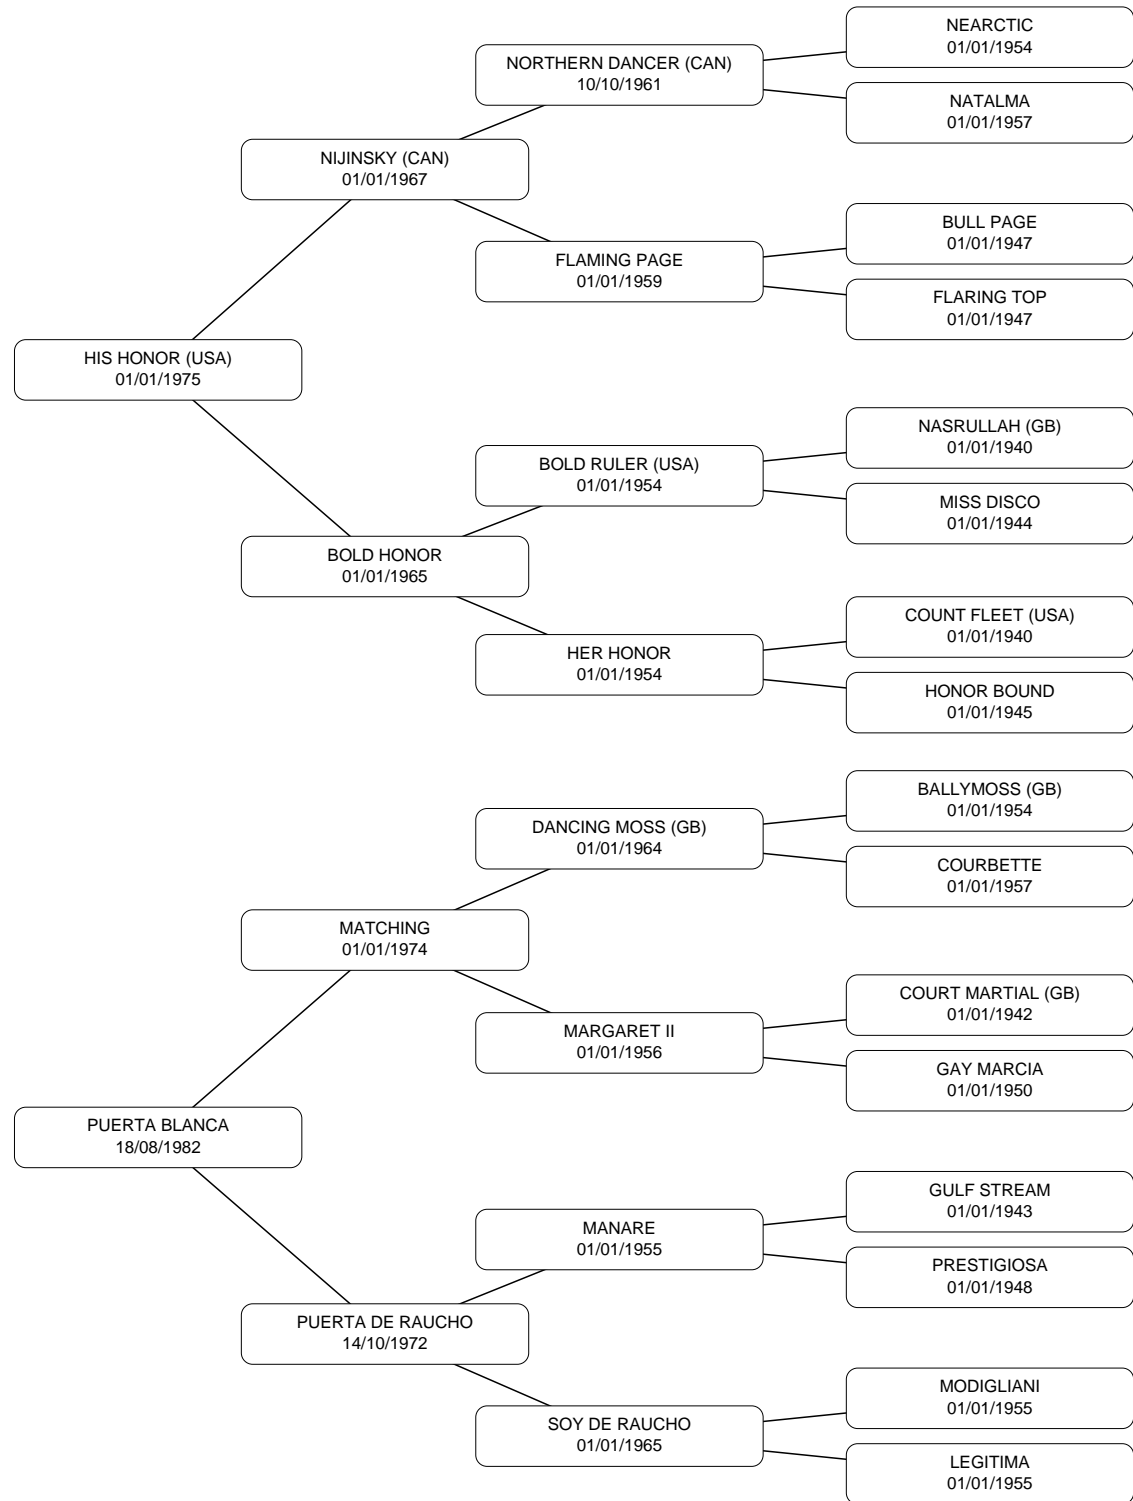 NEARCTIC
01/01/1954
NORTHERN DANCER (CAN)
10/10/1961
NATALMA
01/01/1957
NIJINSKY (CAN)
01/01/1967
BULL PAGE
01/01/1947
FLAMING PAGE
01/01/1959
FLARING TOP
01/01/1947
HIS HONOR (USA)
01/01/1975
NASRULLAH (GB)
01/01/1940
BOLD RULER (USA)
01/01/1954
MISS DISCO
01/01/1944
BOLD HONOR
01/01/1965
COUNT FLEET (USA)
01/01/1940
HER HONOR
01/01/1954
HONOR BOUND
01/01/1945
BALLYMOSS (GB)
01/01/1954
DANCING MOSS (GB)
01/01/1964
COURBETTE
01/01/1957
MATCHING
01/01/1974
COURT MARTIAL (GB)
01/01/1942
MARGARET II
01/01/1956
GAY MARCIA
01/01/1950
PUERTA BLANCA
18/08/1982
GULF STREAM
01/01/1943
MANARE
01/01/1955
PRESTIGIOSA
01/01/1948
PUERTA DE RAUCHO
14/10/1972
MODIGLIANI
01/01/1955
SOY DE RAUCHO
01/01/1965
LEGITIMA
01/01/1955